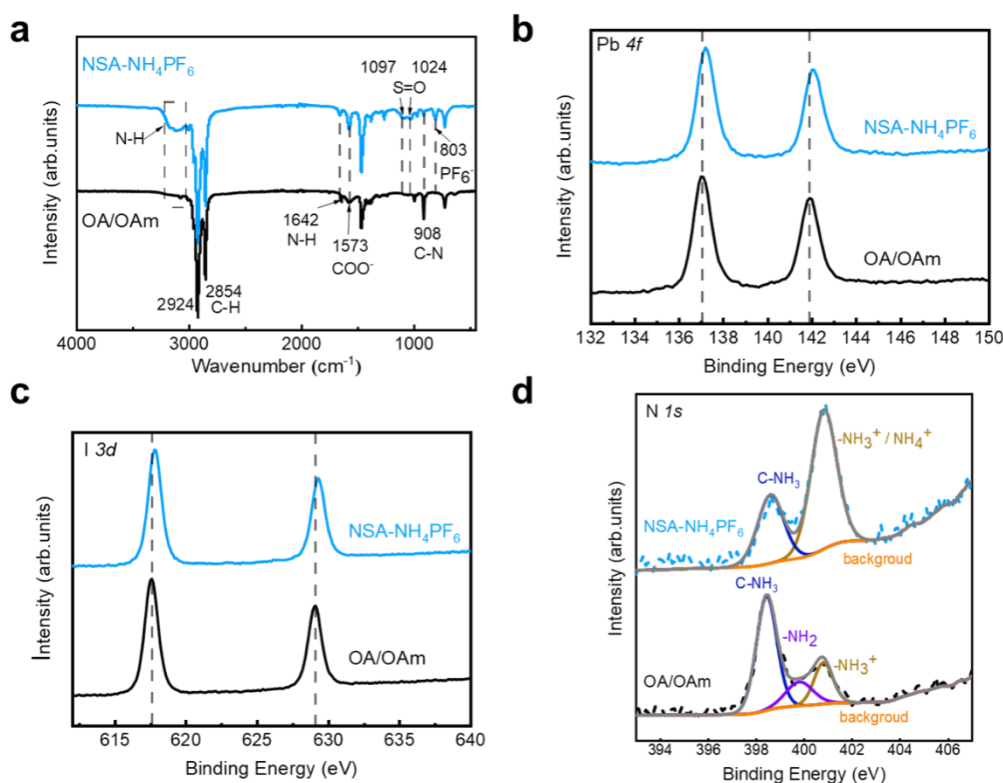 a
NSA-NH₄PF₆
1097
1024
S=O
N-H
803
PF₆⁻
OA/OAm
1642
N-H
1573
COO⁻
908
C-N
2924
2854
C-H
4000
3000
2000
1000
Wavenumber (cm⁻¹)
Intensity (arb.units)
b
Pb 4f
NSA-NH₄PF₆
OA/OAm
132
134
136
138
140
142
144
146
148
150
Binding Energy (eV)
Intensity (arb.units)
c
I 3d
NSA-NH₄PF₆
OA/OAm
615
620
625
630
635
640
Binding Energy (eV)
Intensity (arb.units)
d
N 1s
-NH₃⁺ / NH₄⁺
C-NH₃
NSA-NH₄PF₆
backgroud
C-NH₃
-NH₂
-NH₃⁺
OA/OAm
backgroud
394
396
398
400
402
404
406
Binding Energy (eV)
Intensity (arb.units)